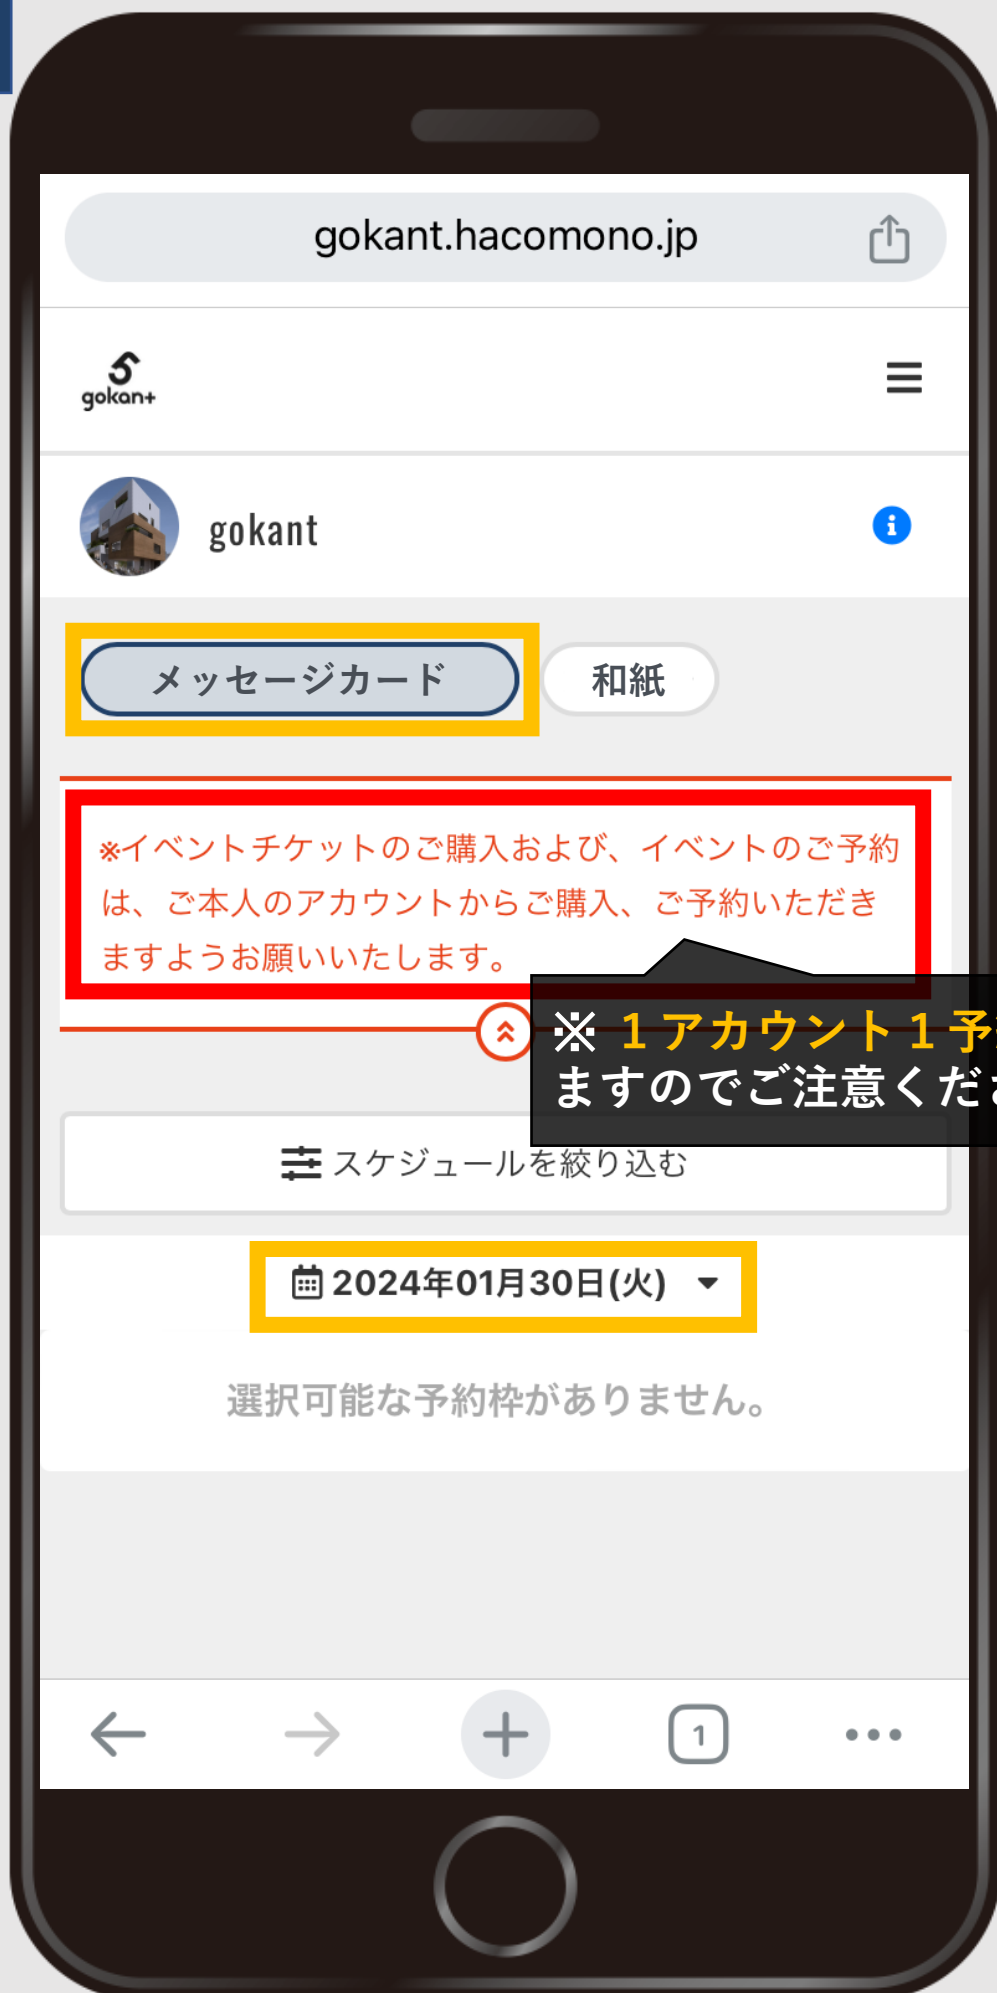 gokant.hacomono.jp
5
gokan+
gokant
メッセージカード
和紙
※イベントチケットのご購入および、イベントのご予約
は、ご本人のアカウントからご購入、ご予約いただき
ますようお願いいたします。
※ １アカウント１予
ますのでご注意くだ
スケジュールを絞り込む
2024年01月30日(火)
選択可能な予約枠がありません。
1